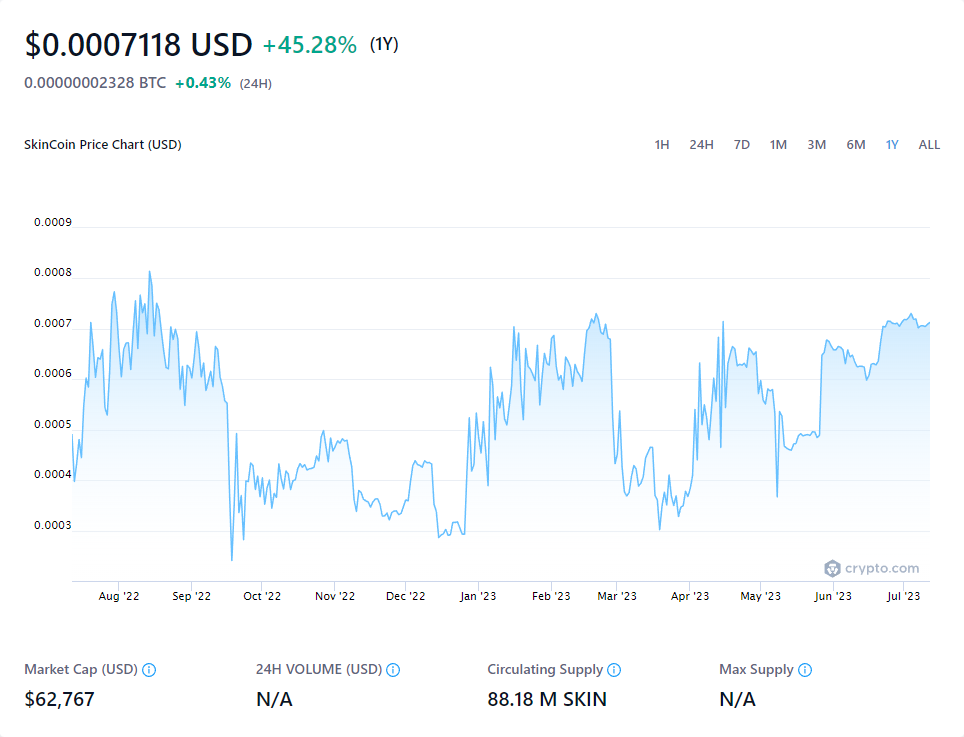 $0.0007118 USD +45.28% (1Y)
0.00000002328 BTC +0.43% (24H)
SkinCoin Price Chart (USD) 1H 24H 7D 1M 3M 6M 1Y ALL
0.0009
0.0008
0.0007
0.0006
0.0005
0.0004
0.0003
crypto.com
Aug '22 Sep '22 Oct '22 Nov '22 Dec '22 Jan '23 Feb '23 Mar '23 Apr '23 May '23 Jun '23 Jul '23
Market Cap (USD) 24H VOLUME (USD) Circulating Supply Max Supply
$62,767 N/A 88.18 M SKIN N/A